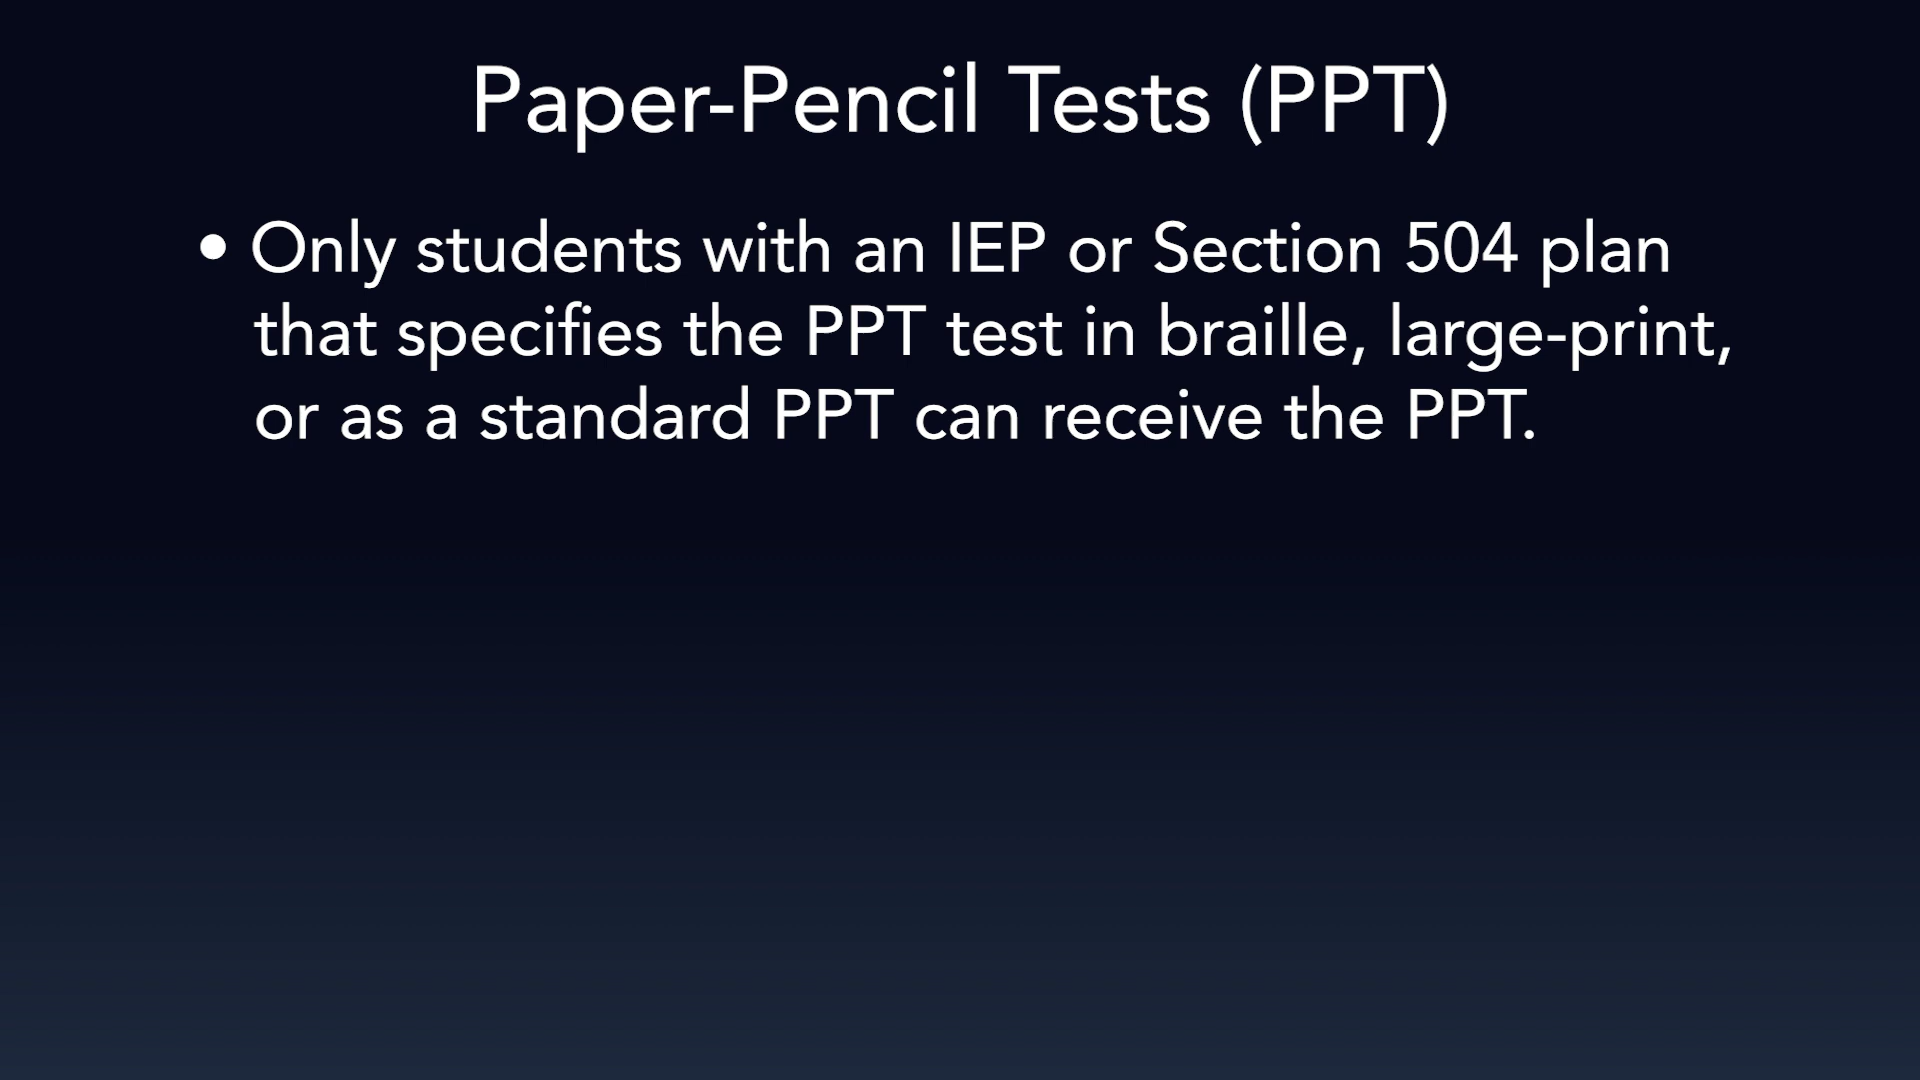 Paper-Pencil Tests (PPT)
• Only students with an IEP or Section 504 plan
that specifies the PPT test in braille, large-print,
or as a standard PPT can receive the PPT.